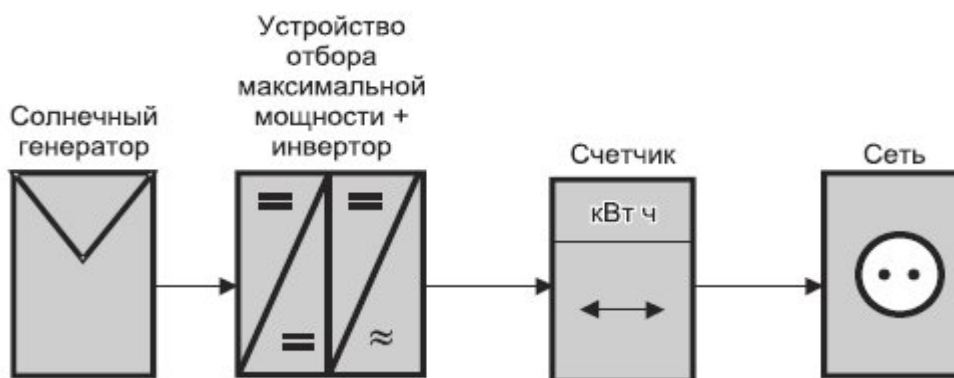 Солнечный
генератор
Устройство
отбора
максимальной
мощности +
инвертор
Счетчик
кВт ч
Сеть